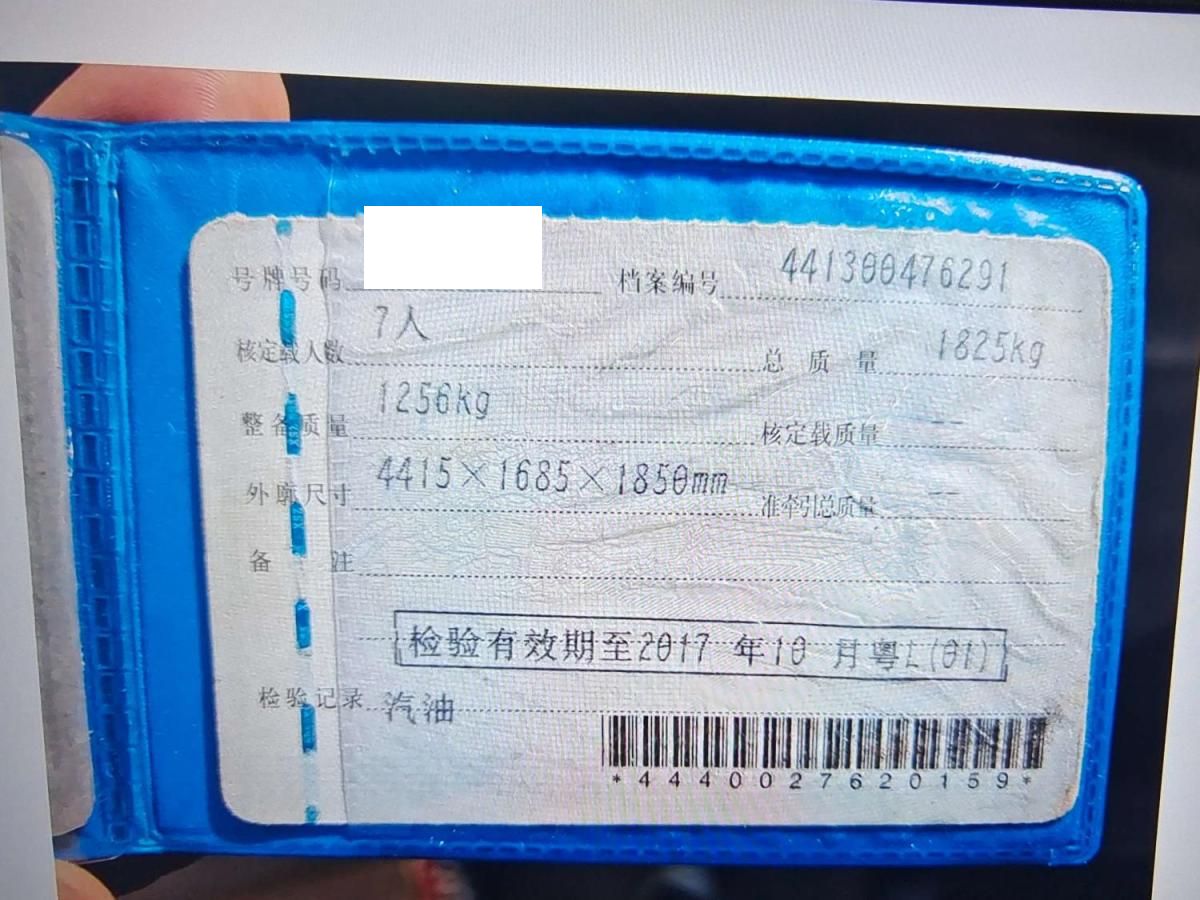 号牌号码 档案编号 441300476291
核定载人数 7人 总质量 1825kg
整备质量 1256kg 核定载质量 --
外廓尺寸 4415×1685×1850mm 准牵引总质量 --
备注
检验有效期至2017年10月粤L(01)
检验记录 汽油
*4440027620159*